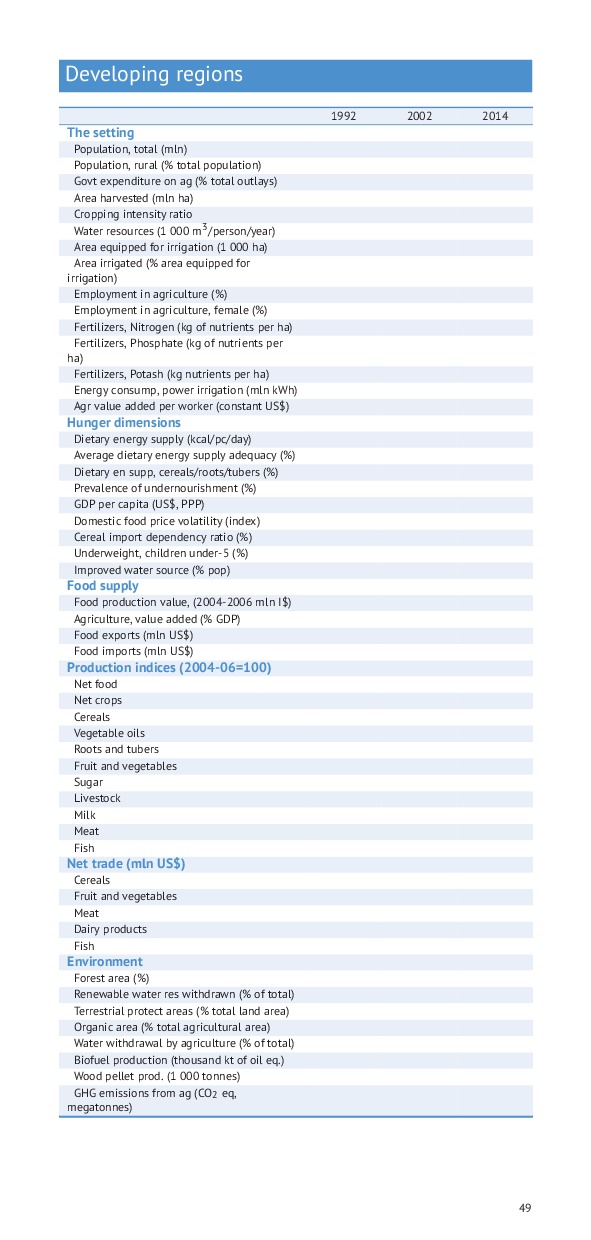 Developing regions
1992 2002 2014
The setting
Population, total (mln)
Population, rural (% total population)
Govt expenditure on ag (% total outlays)
Area harvested (mln ha)
Cropping intensity ratio
Water resources (1 000 m³/person/year)
Area equipped for irrigation (1 000 ha)
Area irrigated (% area equipped for
irrigation)
Employment in agriculture (%)
Employment in agriculture, female (%)
Fertilizers, Nitrogen (kg of nutrients per ha)
Fertilizers, Phosphate (kg of nutrients per
ha)
Fertilizers, Potash (kg nutrients per ha)
Energy consump, power irrigation (mln kWh)
Agr value added per worker (constant US$)
Hunger dimensions
Dietary energy supply (kcal/pc/day)
Average dietary energy supply adequacy (%)
Dietary en supp, cereals/roots/tubers (%)
Prevalence of undernourishment (%)
GDP per capita (US$, PPP)
Domestic food price volatility (index)
Cereal import dependency ratio (%)
Underweight, children under-5 (%)
Improved water source (% pop)
Food supply
Food production value, (2004-2006 mln I$)
Agriculture, value added (% GDP)
Food exports (mln US$)
Food imports (mln US$)
Production indices (2004-06=100)
Net food
Net crops
Cereals
Vegetable oils
Roots and tubers
Fruit and vegetables
Sugar
Livestock
Milk
Meat
Fish
Net trade (mln US$)
Cereals
Fruit and vegetables
Meat
Dairy products
Fish
Environment
Forest area (%)
Renewable water res withdrawn (% of total)
Terrestrial protect areas (% total land area)
Organic area (% total agricultural area)
Water withdrawal by agriculture (% of total)
Biofuel production (thousand kt of oil eq.)
Wood pellet prod. (1 000 tonnes)
GHG emissions from ag (CO₂ eq,
megatonnes)
49